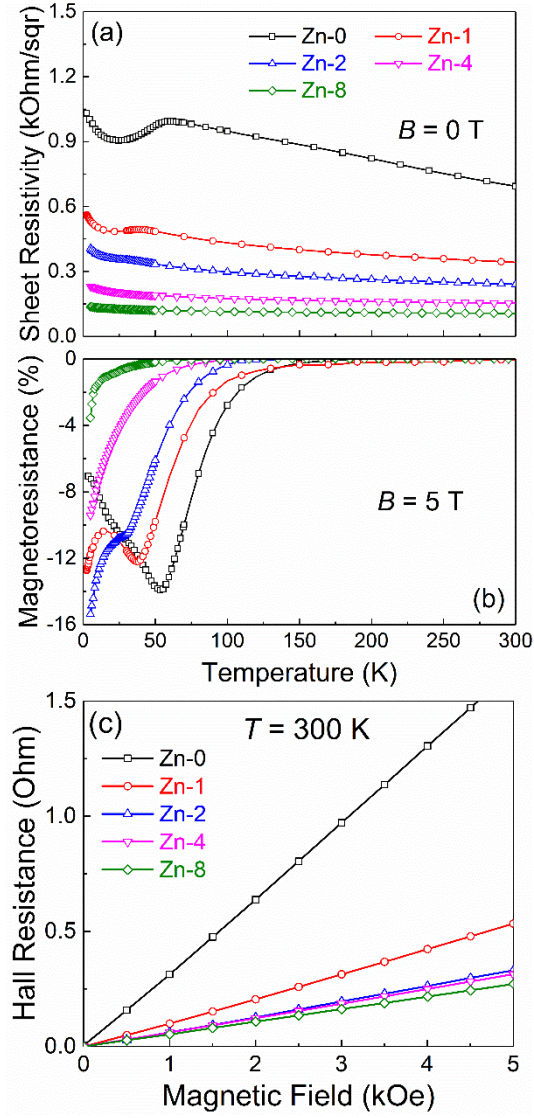 (a)
Zn-0
Zn-1
Zn-2
Zn-4
Zn-8
B = 0 T
Sheet Resistivity (kOhm/sqr)
1.5
1.2
0.9
0.6
0.3
0.0
Magnetoresistance (%)
0
-4
-8
-12
-16
B = 5 T
(b)
0 50 100 150 200 250 300
Temperature (K)
(c)
T = 300 K
Zn-0
Zn-1
Zn-2
Zn-4
Zn-8
Hall Resistance (Ohm)
1.5
1.0
0.5
0.0
0 1 2 3 4 5
Magnetic Field (kOe)